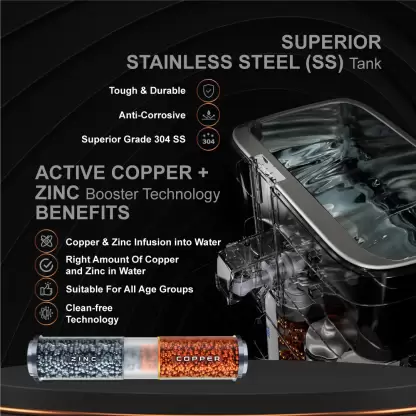 SUPERIOR
STAINLESS STEEL (SS) Tank
Tough & Durable
Anti-Corrosive
Superior Grade 304 SS
304
ACTIVE COPPER +
ZINC Booster Technology
BENEFITS
Copper & Zinc Infusion into Water
Right Amount Of Copper
and Zinc in Water
Suitable For All Age Groups
Clean-free
Technology
ZINC
COPPER